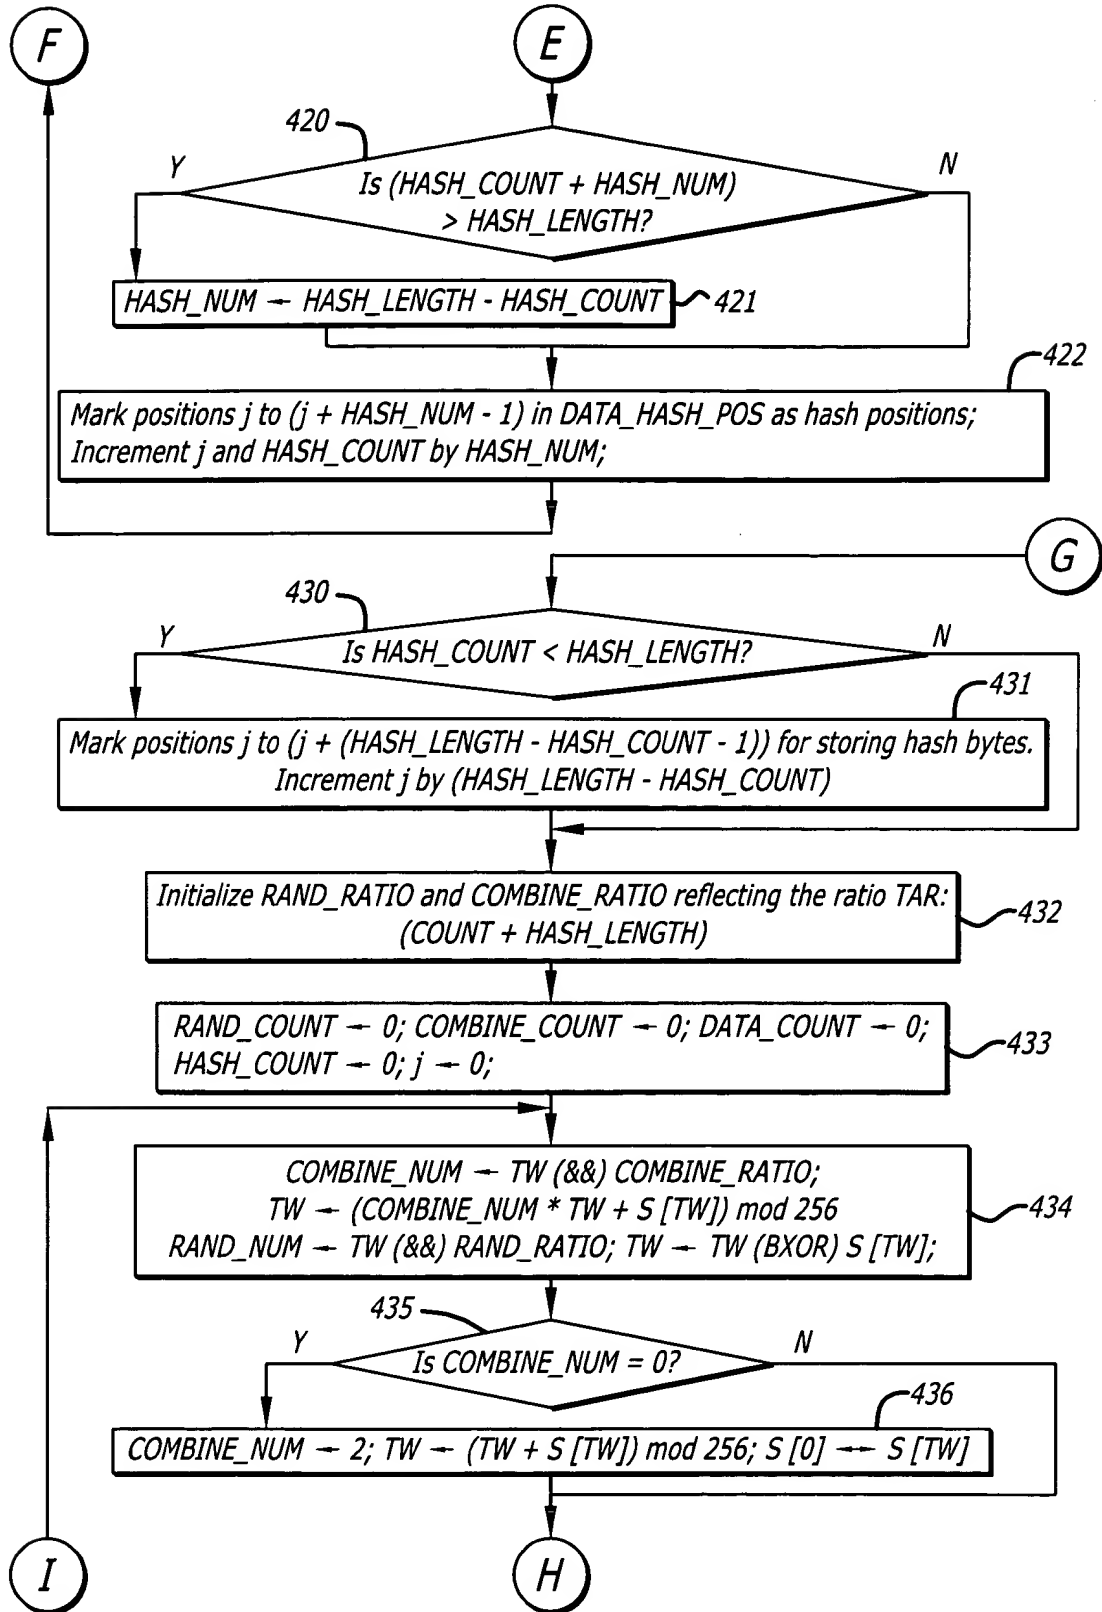 F
E
420
Y
N
Is (HASH_COUNT + HASH_NUM)
> HASH_LENGTH?
HASH_NUM ← HASH_LENGTH - HASH_COUNT
421
422
Mark positions j to (j + HASH_NUM - 1) in DATA_HASH_POS as hash positions;
Increment j and HASH_COUNT by HASH_NUM;
G
430
Y
N
Is HASH_COUNT < HASH_LENGTH?
431
Mark positions j to (j + (HASH_LENGTH - HASH_COUNT - 1)) for storing hash bytes.
Increment j by (HASH_LENGTH - HASH_COUNT)
Initialize RAND_RATIO and COMBINE_RATIO reflecting the ratio TAR:
(COUNT + HASH_LENGTH)
432
RAND_COUNT ← 0; COMBINE_COUNT ← 0; DATA_COUNT ← 0;
HASH_COUNT ← 0; j ← 0;
433
COMBINE_NUM ← TW (&&) COMBINE_RATIO;
TW ← (COMBINE_NUM * TW + S [TW]) mod 256
RAND_NUM ← TW (&&) RAND_RATIO; TW ← TW (BXOR) S [TW];
434
435
Y
N
Is COMBINE_NUM = 0?
436
COMBINE_NUM ← 2; TW ← (TW + S [TW]) mod 256; S [0] ↔ S [TW]
I
H